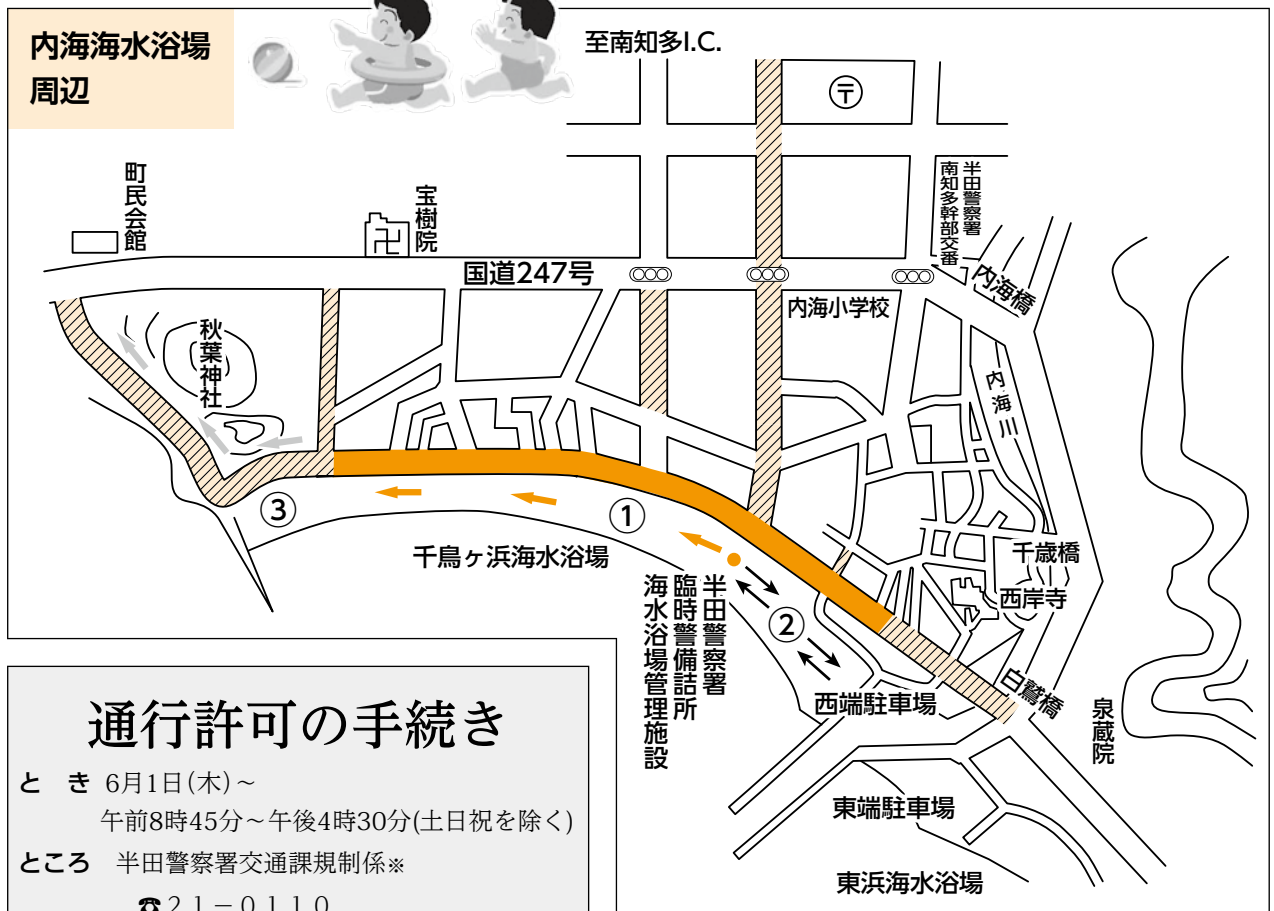 内海海水浴場
周辺
至南知多I.C.
〒
町民会館
宝樹院
半田警察署
南知多幹部交番
国道247号
内海橋
内海小学校
秋葉神社
内海川
③
①
千鳥ヶ浜海水浴場
千歳橋
西岸寺
半田警察署
臨時警備詰所
海水浴場管理施設
②
西端駐車場
白鷺橋
泉蔵院
東端駐車場
東浜海水浴場
通行許可の手続き
と き 6月1日(木)～
午前8時45分～午後4時30分(土日祝を除く)
ところ 半田警察署交通課規制係※
☎21－0110